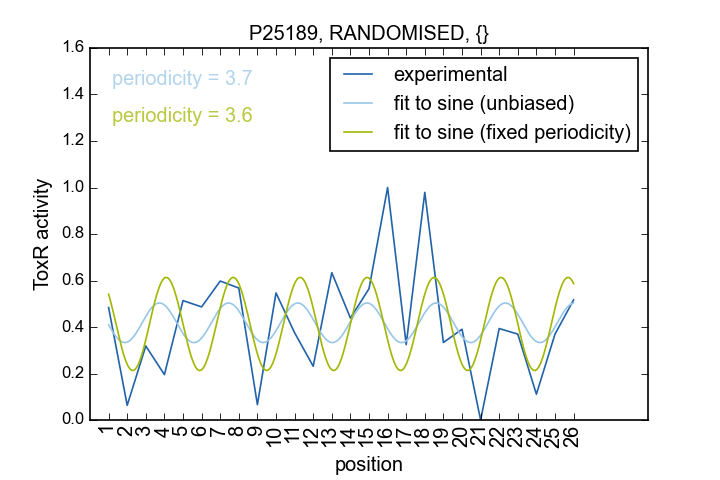 P25189, RANDOMISED, {}
1.6
1.4
1.2
1.0
0.8
0.6
0.4
0.2
0.0
ToxR activity
periodicity = 3.7
periodicity = 3.6
experimental
fit to sine (unbiased)
fit to sine (fixed periodicity)
1 2 3 4 5 6 7 8 9 10 11 12 13 14 15 16 17 18 19 20 21 22 23 24 25 26
position